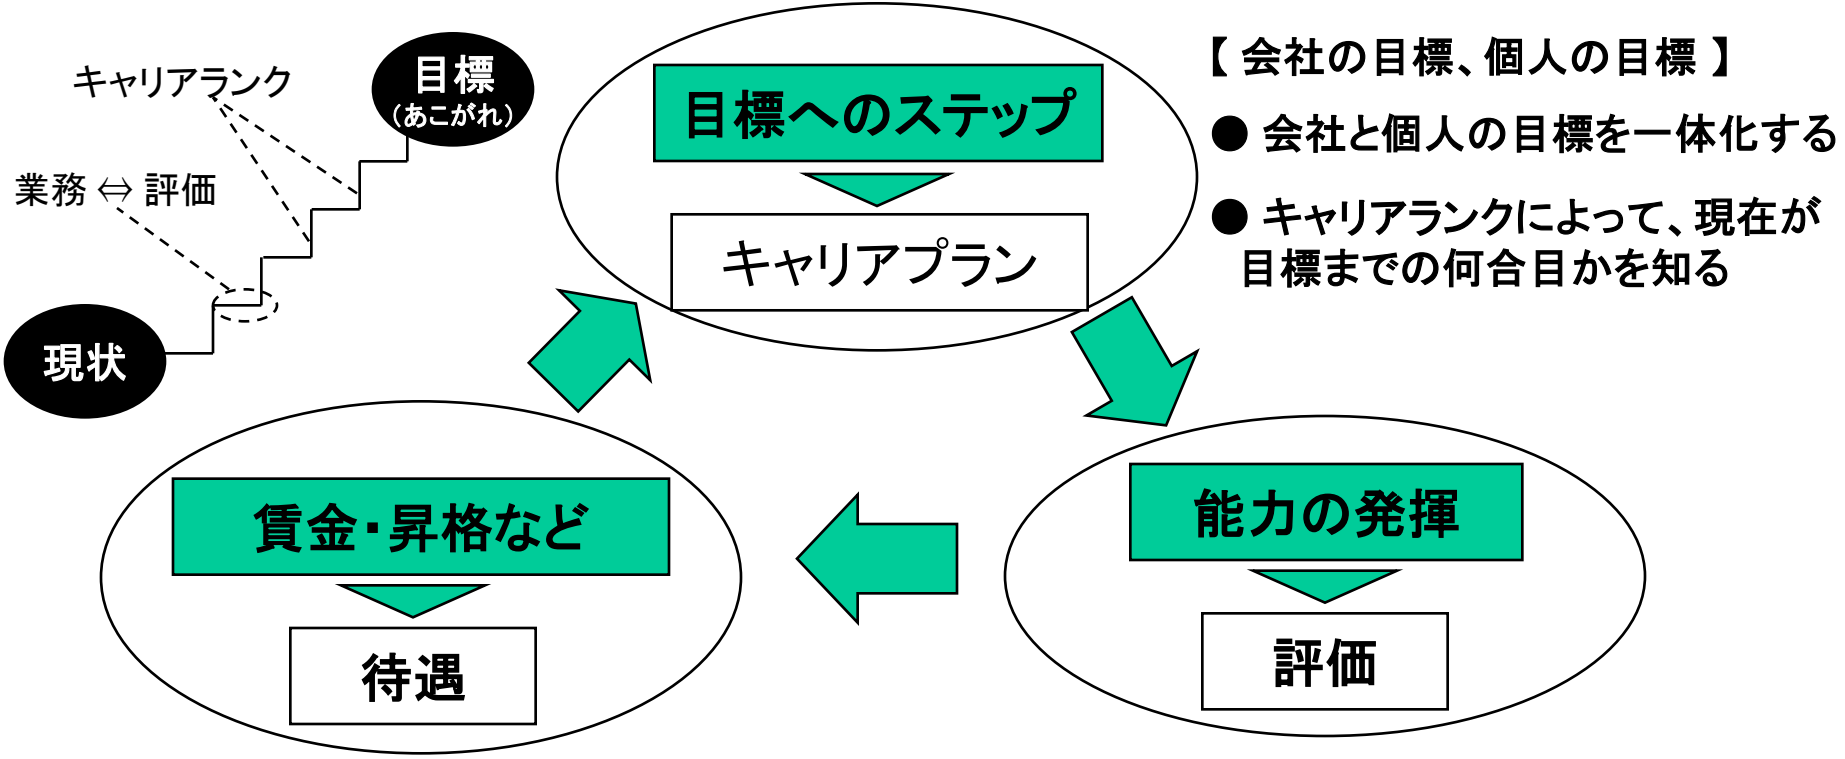 キャリアランク
目標
（あこがれ）
業務 ⇔ 評価
現状
目標へのステップ
キャリアプラン
【 会社の目標、個人の目標 】
● 会社と個人の目標を一体化する
● キャリアランクによって、現在が
目標までの何合目かを知る
賃金・昇格など
待遇
能力の発揮
評価